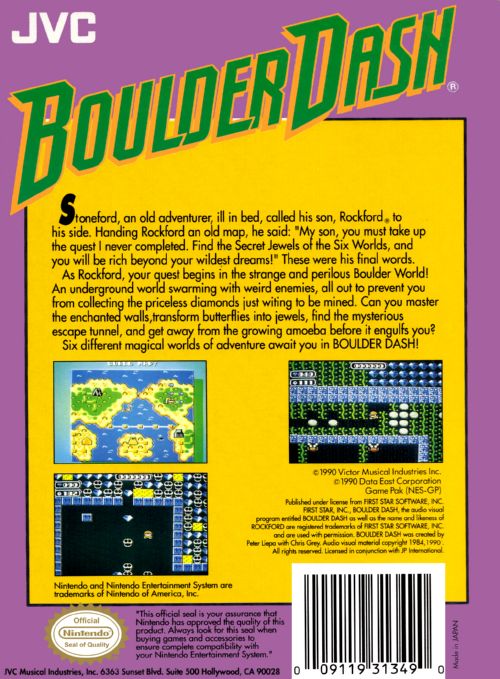 JVC
BOULDER DASH®
Stoneford, an old adventurer, ill in bed, called his son, Rockford® to
his side. Handing Rockford an old map, he said: "My son, you must take up
the quest I never completed. Find the Secret Jewels of the Six Worlds, and
you will be rich beyond your wildest dreams!" These were his final words.
As Rockford, your quest begins in the strange and perilous Boulder World!
An underground world swarming with weird enemies, all out to prevent you
from collecting the priceless diamonds just witing to be mined. Can you master
the enchanted walls,transform butterflies into jewels, find the mysterious
escape tunnel, and get away from the growing amoeba before it engulfs you?
Six different magical worlds of adventure await you in BOULDER DASH!
©1990 Victor Musical Industries Inc.
©1990 Data East Corporation
Game Pak (NES-GP)
Published under license from FIRST STAR SOFTWARE, INC.
FIRST STAR, INC., BOULDER DASH, the audio visual
program entitled BOULDER DASH as well as the name and likeness of
ROCKFORD are registered trademarks of FIRST STAR SOFTWARE, INC.
and are used with permission. BOULDER DASH was created by
Peter Liepa with Chris Grey. Audio visual material copyright 1984, 1990.
All rights reserved. Licensed in conjunction with JP International.
Nintendo and Nintendo Entertainment System are
trademarks of Nintendo of America, Inc.
Official
Nintendo®
Seal of Quality
"This official seal is your assurance that
Nintendo has approved the quality of this
product. Always look for this seal when
buying games and accessories to
ensure complete compatibility with
your Nintendo Entertainment System."
JVC Musical Industries, Inc. 6363 Sunset Blvd. Suite 500 Hollywood, CA 90028
0 09119 31349 0
Made in JAPAN